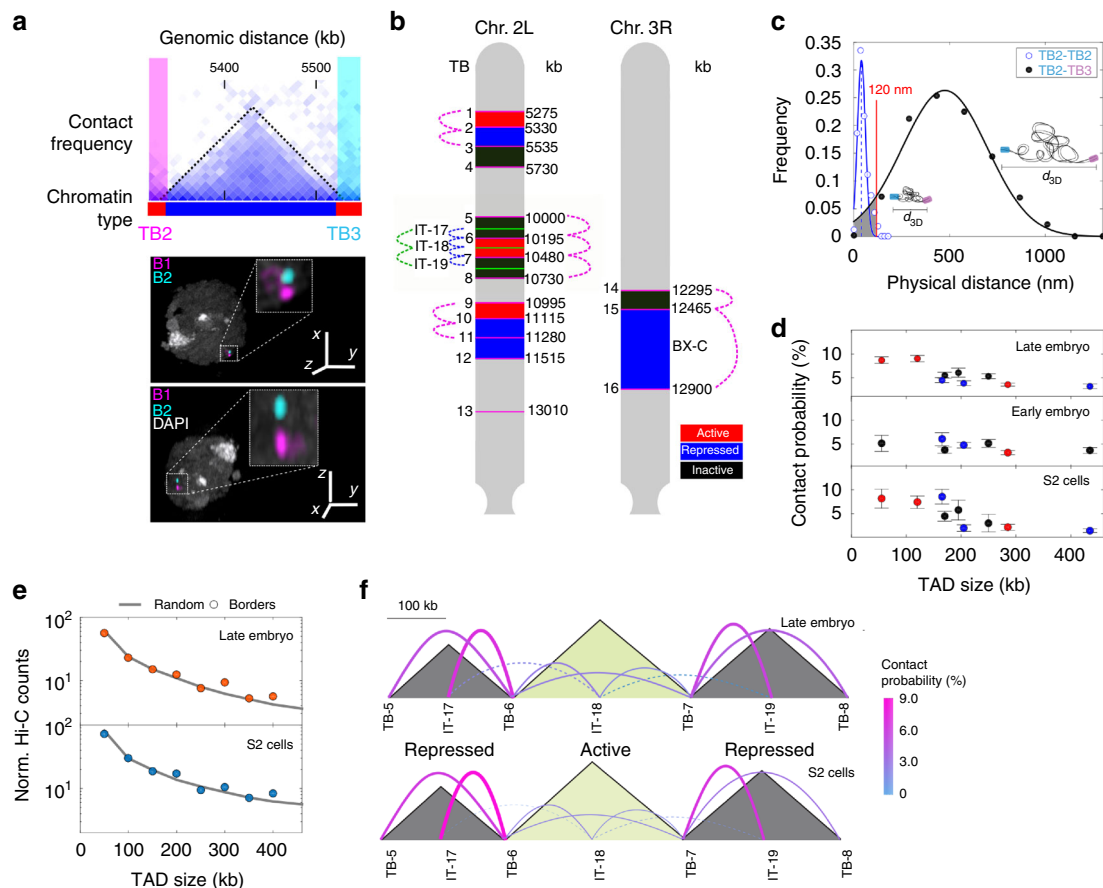 a
Genomic distance (kb)
5400 5500
Contact
frequency
Chromatin
type
TB2 TB3
B1
B2
x
z y
B1
B2
DAPI
z
x y
b
Chr. 2L Chr. 3R
TB kb kb
1 5275
2 5330
3 5535
4 5730
5 10000
IT-17
6 10195
IT-18
7 10480
IT-19
8 10730
9 10995
10 11115
11 11280
12 11515
13 13010
14 12295
15 12465
BX-C
16 12900
Active
Repressed
Inactive
c
Frequency
0.35
0.3
0.25
0.2
0.15
0.1
0.05
0
TB2-TB2
TB2-TB3
120 nm
d3D
d3D
0 500 1000
Physical distance (nm)
d
Contact probability (%)
Late embryo
10
5
Early embryo
10
5
S2 cells
10
5
0 100 200 300 400
TAD size (kb)
e
Random Borders
Norm. Hi-C counts
10²
Late embryo
10¹
10²
S2 cells
10¹
0 100 200 300 400
TAD size (kb)
f
100 kb
Late embryo
TB-5 IT-17 TB-6 IT-18 TB-7 IT-19 TB-8
Repressed Active Repressed
S2 cells
TB-5 IT-17 TB-6 IT-18 TB-7 IT-19 TB-8
Contact
probability (%)
9.0
6.0
3.0
0